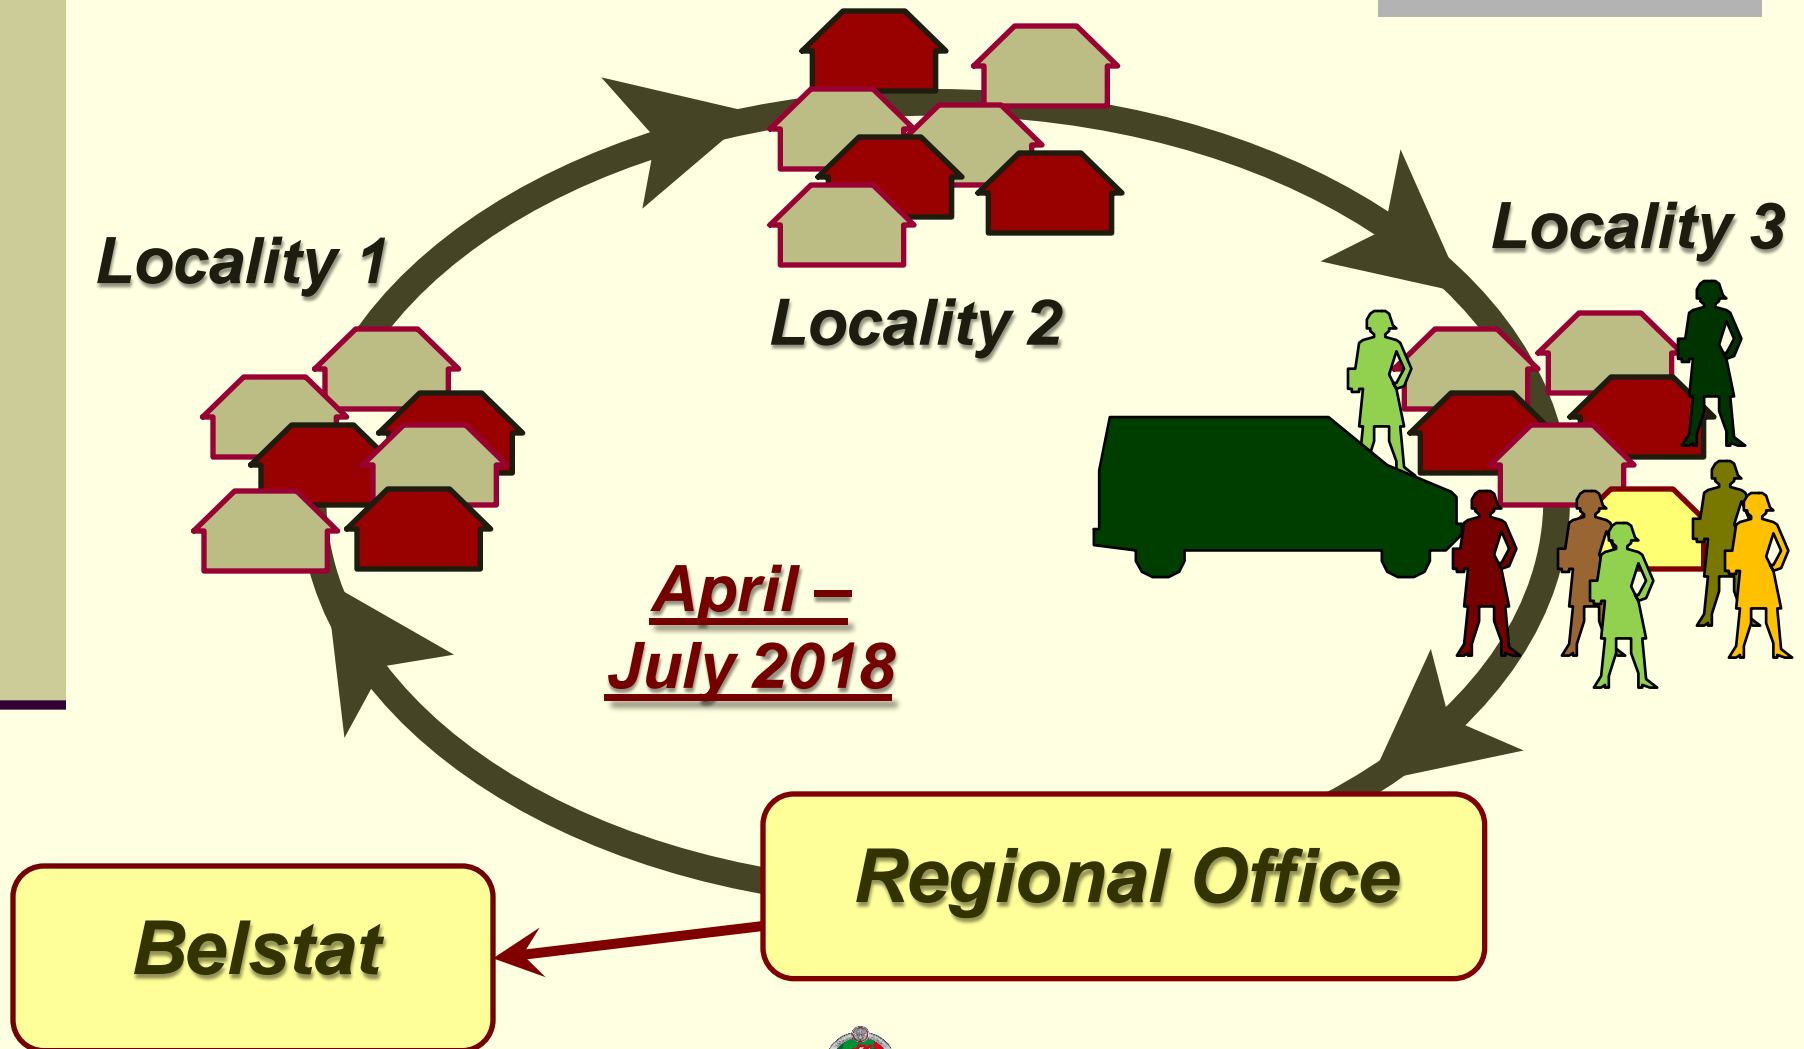 Locality 1
Locality 2
Locality 3
April –
July 2018
Regional Office
Belstat